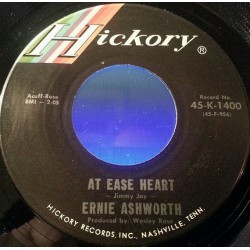 Hickory ®
Acuff-Rose
BMI - 2:05
Record No.
45-K-1400
(45-P-954)
AT EASE HEART
- Jimmy Jay -
ERNIE ASHWORTH
Produced by: Wesley Rose
HICKORY RECORDS, INC., NASHVILLE, TENN.